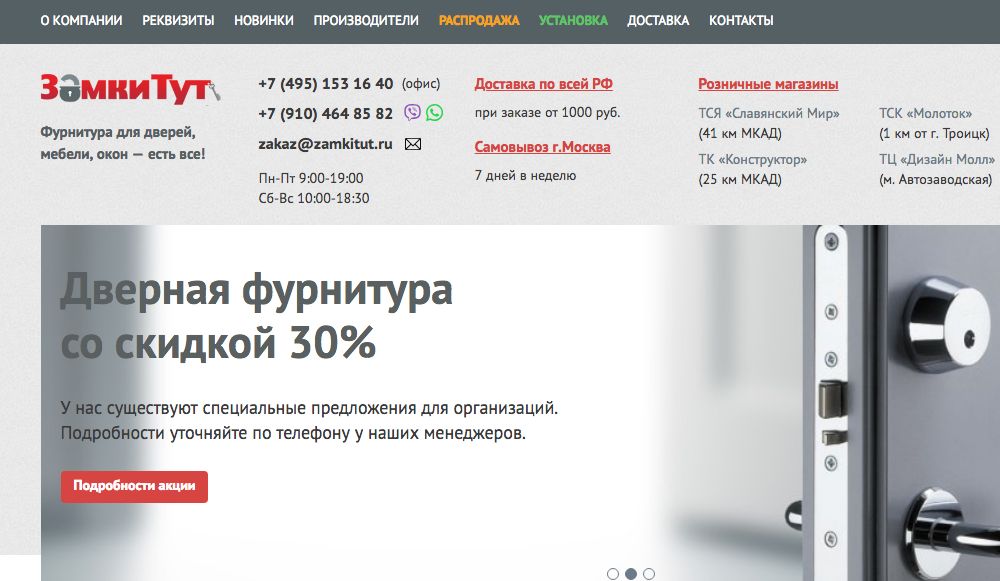 О КОМПАНИИ РЕКВИЗИТЫ НОВИНКИ ПРОИЗВОДИТЕЛИ РАСПРОДАЖА УСТАНОВКА ДОСТАВКА КОНТАКТЫ
ЗамкиТут
Фурнитура для дверей,
мебели, окон — есть все!
+7 (495) 153 16 40 (офис)
+7 (910) 464 85 82
zakaz@zamkitut.ru
Пн-Пт 9:00-19:00
Сб-Вс 10:00-18:30
Доставка по всей РФ
при заказе от 1000 руб.
Самовывоз г.Москва
7 дней в неделю
Розничные магазины
ТСЯ «Славянский Мир»
(41 км МКАД)
ТК «Конструктор»
(25 км МКАД)
ТСК «Молоток»
(1 км от г. Троицк)
ТЦ «Дизайн Молл»
(м. Автозаводская)
Дверная фурнитура
со скидкой 30%
У нас существуют специальные предложения для организаций.
Подробности уточняйте по телефону у наших менеджеров.
Подробности акции